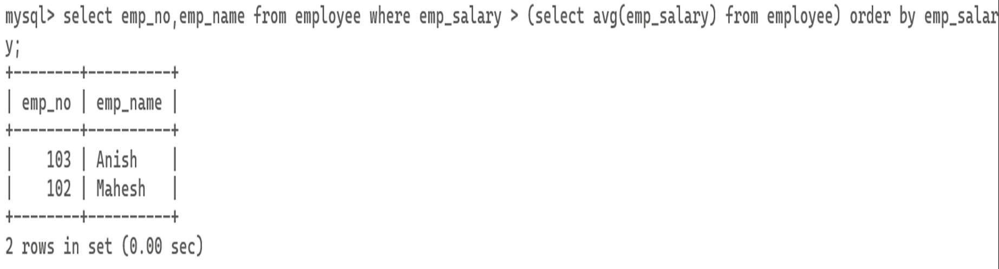 mysql> select emp_no,emp_name from employee where emp_salary > (select avg(emp_salary) from employee) order by emp_salar
y;
+--------+----------+
| emp_no | emp_name |
+--------+----------+
|    103 | Anish    |
|    102 | Mahesh   |
+--------+----------+
2 rows in set (0.00 sec)